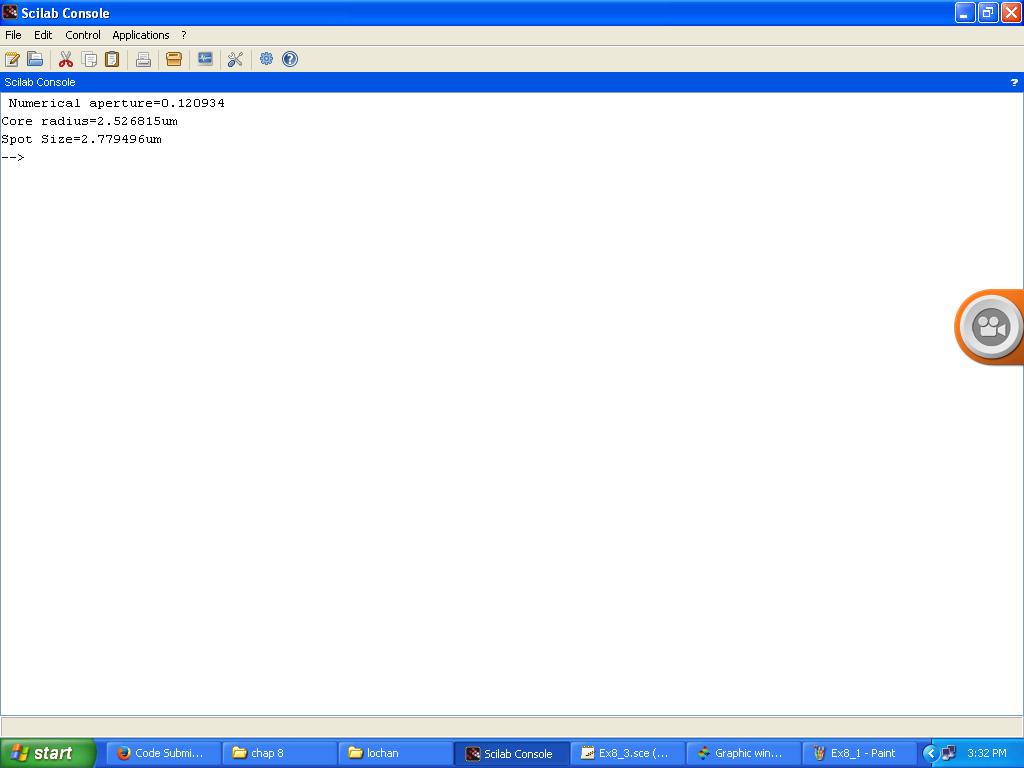 Scilab Console
File Edit Control Applications ?
Scilab Console ?
Numerical aperture=0.120934
Core radius=2.526815um
Spot Size=2.779496um
-->
start Code Submi... chap 8 lochan Scilab Console Ex8_3.sce (... Graphic win... Ex8_1 - Paint 3:32 PM